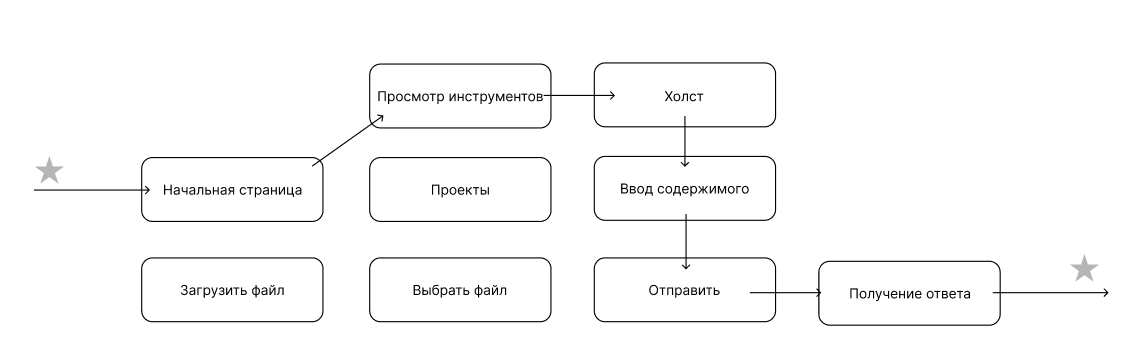 Просмотр инструментов
Холст
Начальная страница
Проекты
Ввод содержимого
Загрузить файл
Выбрать файл
Отправить
Получение ответа